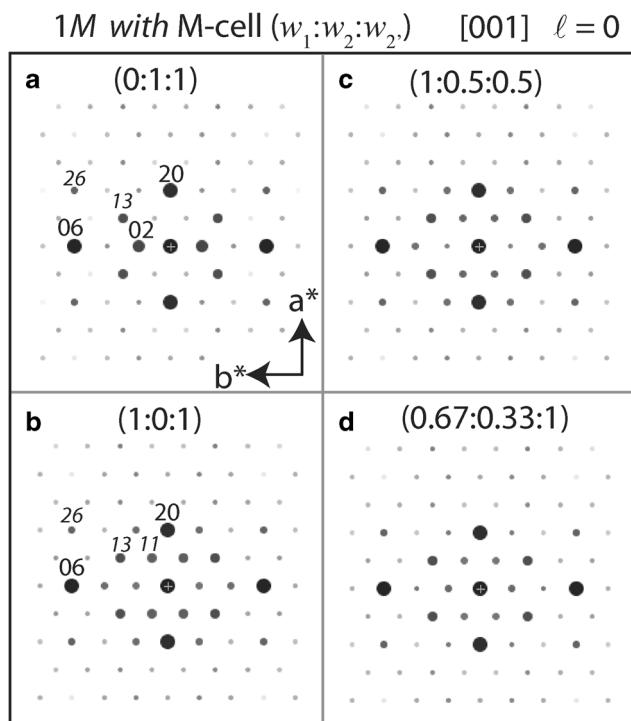 1M with M-cell (w₁:w₂:w₂,) [001] ℓ = 0
a (0:1:1)
26
20
13
06 02
a*
b*
c (1:0.5:0.5)
b (1:0:1)
26
20
13 11
06
d (0.67:0.33:1)